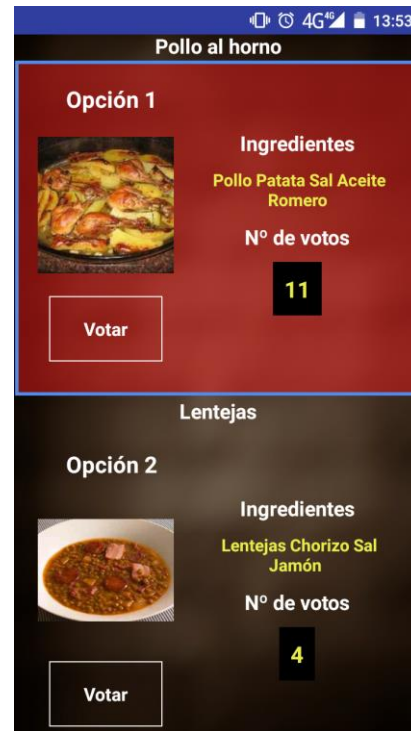 4G 4G 13:53
Pollo al horno
Opción 1
Ingredientes
Pollo Patata Sal Aceite
Romero
Nº de votos
11
Votar
Lentejas
Opción 2
Ingredientes
Lentejas Chorizo Sal
Jamón
Nº de votos
4
Votar